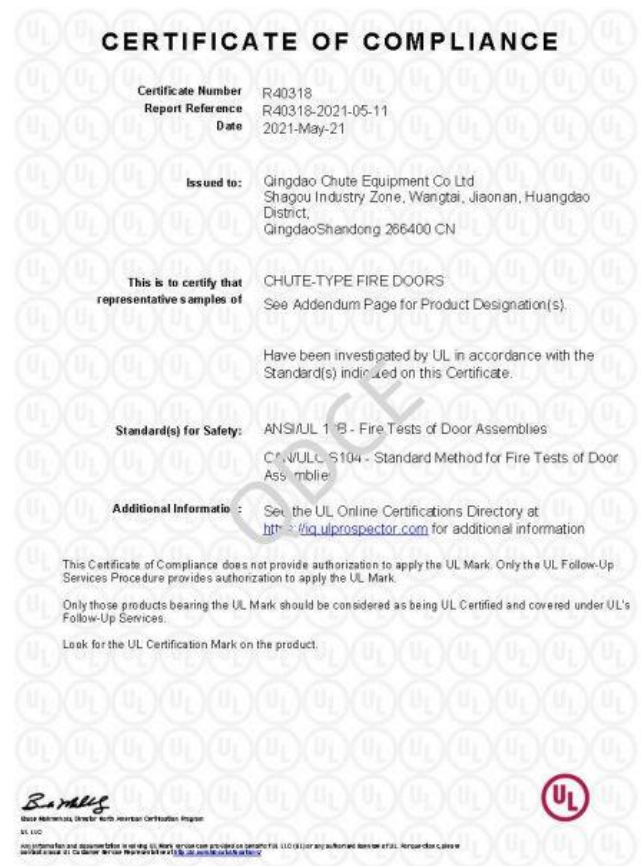 CERTIFICATE OF COMPLIANCE
Certificate Number R40318
Report Reference R40318-2021-05-11
Date 2021-May-21
Issued to: Qingdao Chute Equipment Co Ltd
Shagou Industry Zone, Wangtai, Jiaonan, Huangdao
District,
QingdaoShandong 266400 CN
This is to certify that CHUTE-TYPE FIRE DOORS
representative samples of See Addendum Page for Product Designation(s).
Have been investigated by UL in accordance with the
Standard(s) on this Certificate.
Standard(s) for Safety: ANSI/UL - Fire Tests of Door Assemblies
S104 - Standard Method for Fire Tests of Door
Additional See the UL Online Certifications Directory at
for additional information
This Certificate of Compliance does not provide authorization to apply the UL Mark. Only the UL Follow-Up
Services Procedure provides authorization to apply the UL Mark.
Only those products bearing the UL Mark should be considered as being UL Certified and covered under UL's
Follow-Up Services.
Look for the UL Certification Mark on the product.
QDCE
UL
UL LLC